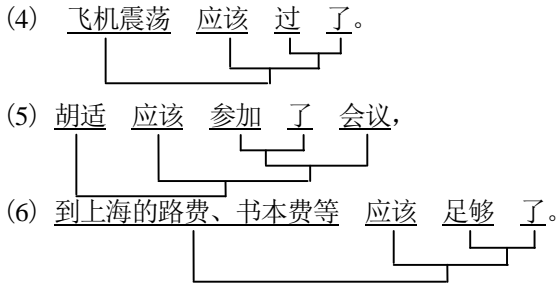 (4) 飞机震荡 应该 过 了。
(5) 胡适 应该 参加 了 会议,
(6) 到上海的路费、书本费等 应该 足够 了。